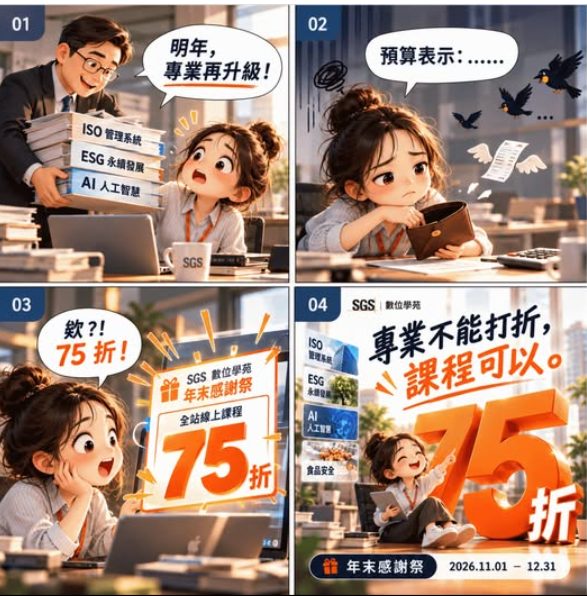 01
明年,
專業再升級!
ISO 管理系統
ESG 永續發展
AI 人工智慧
SGS
02
預算表示:......
...
03
欸?!
75 折!
SGS 數位學苑
年末感謝祭
全站線上課程
75折
04
SGS | 數位學苑
專業不能打折,
課程可以。
ISO
管理系統
ESG
永續發展
AI
人工智慧
食品安全
75折
年末感謝祭 2026.11.01 – 12.31